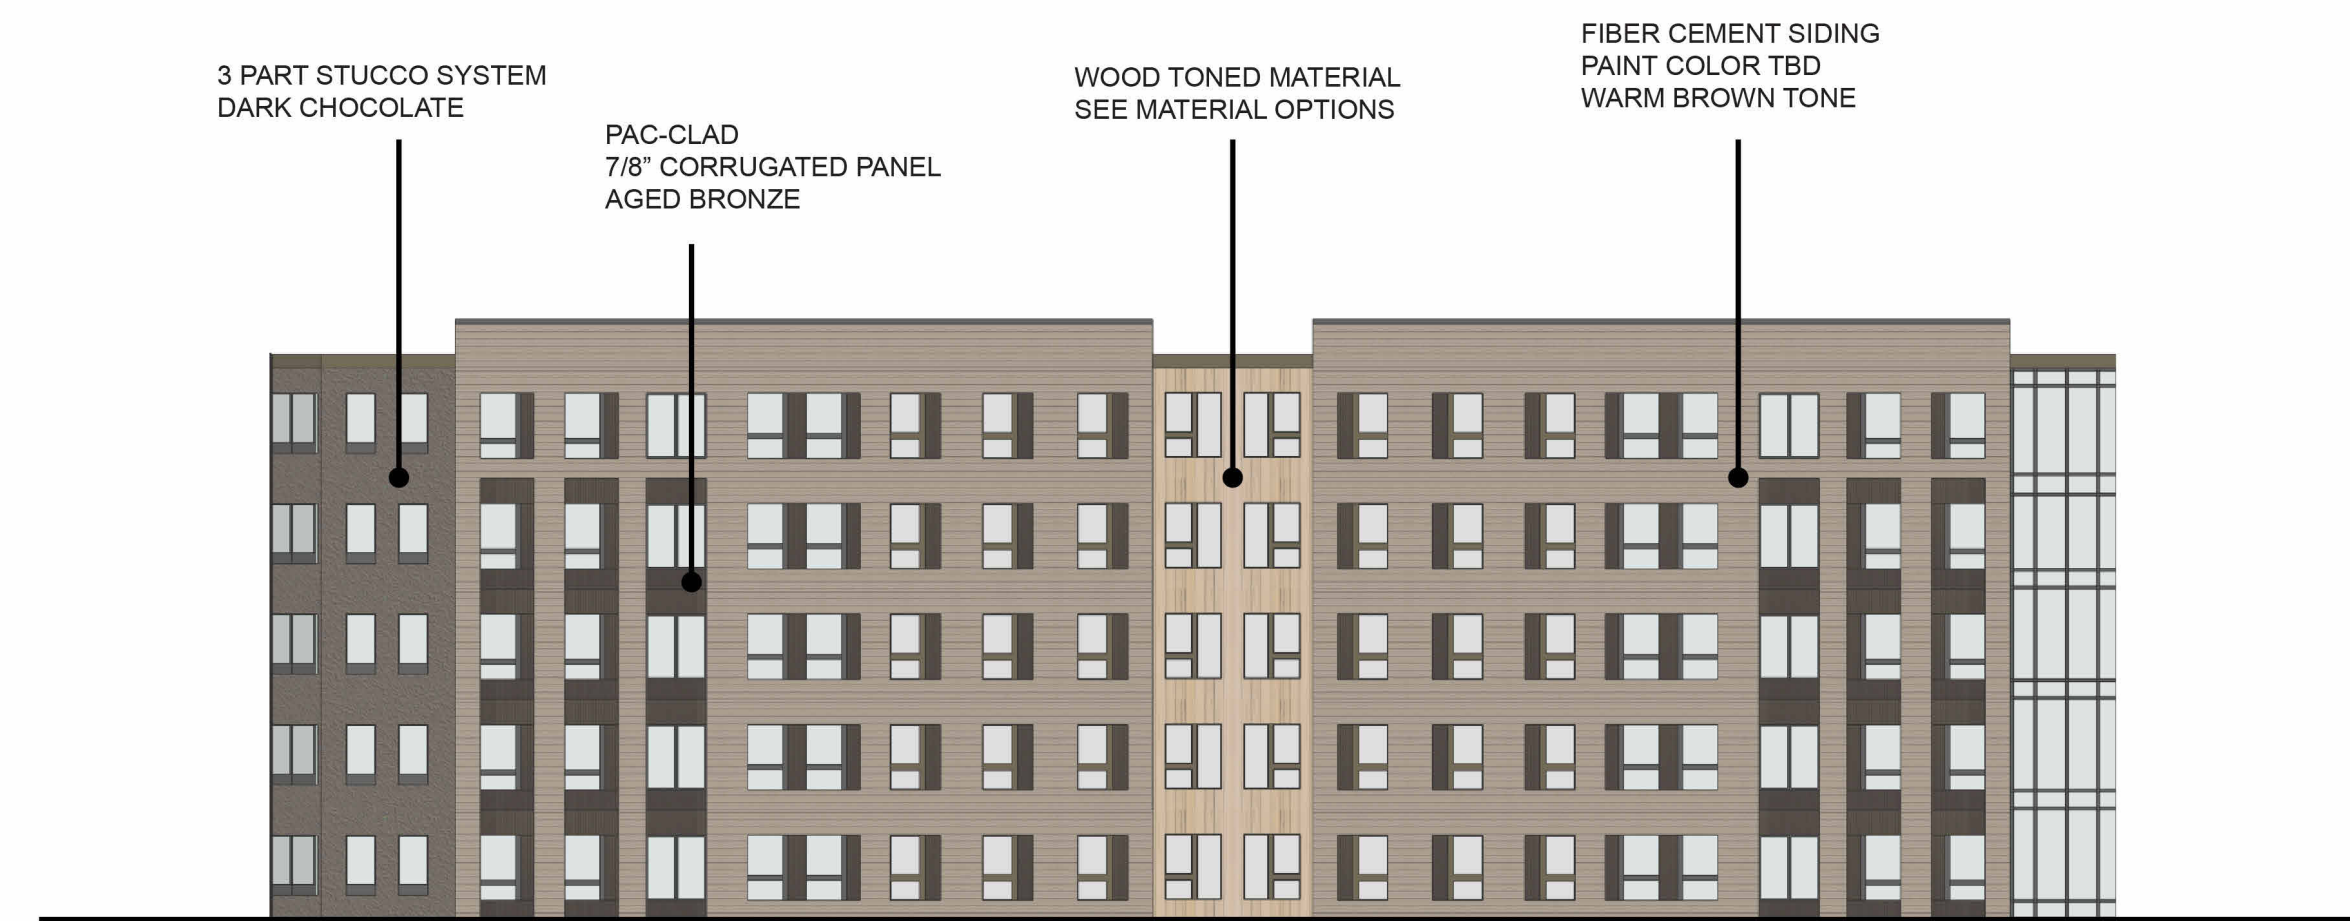 3 PART STUCCO SYSTEM
DARK CHOCOLATE
PAC-CLAD
7/8” CORRUGATED PANEL
AGED BRONZE
WOOD TONED MATERIAL
SEE MATERIAL OPTIONS
FIBER CEMENT SIDING
PAINT COLOR TBD
WARM BROWN TONE